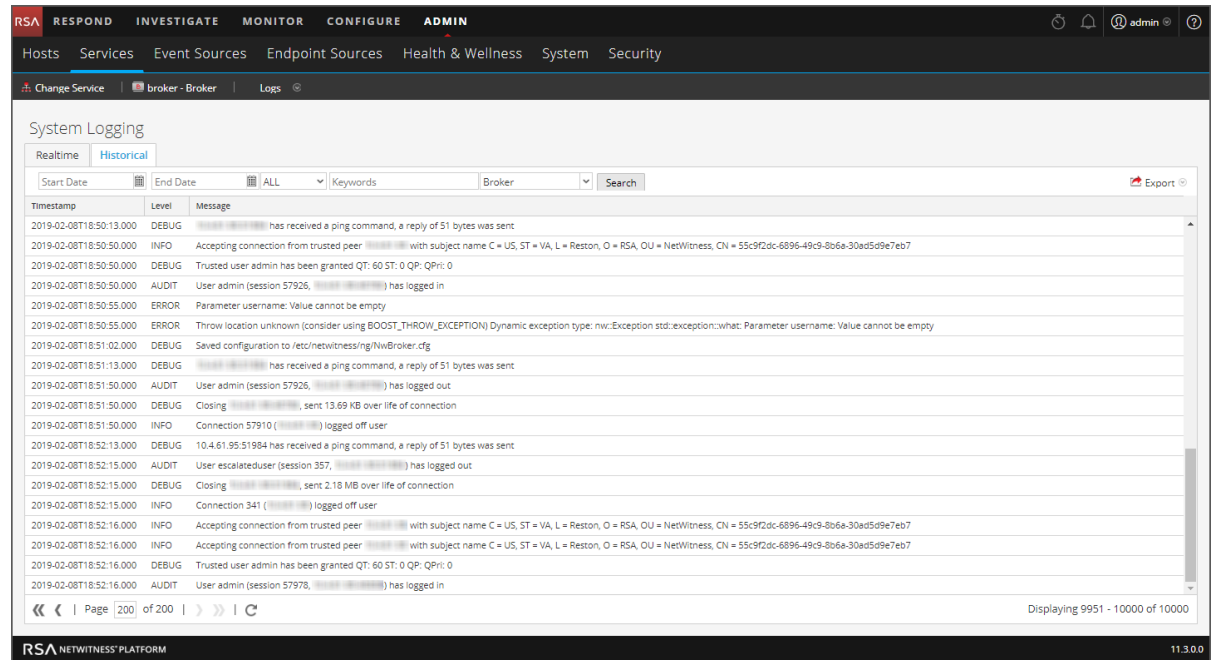 RSA RESPOND INVESTIGATE MONITOR CONFIGURE ADMIN admin
Hosts Services Event Sources Endpoint Sources Health & Wellness System Security
Change Service broker - Broker Logs
System Logging
Realtime Historical
Start Date End Date ALL Keywords Broker Search Export
Timestamp Level Message
2019-02-08T18:50:13.000 DEBUG has received a ping command, a reply of 51 bytes was sent
2019-02-08T18:50:50.000 INFO Accepting connection from trusted peer with subject name C = US, ST = VA, L = Reston, O = RSA, OU = NetWitness, CN = 55c9f2dc-6896-49c9-8b6a-30ad5d9e7eb7
2019-02-08T18:50:50.000 DEBUG Trusted user admin has been granted QT: 60 ST: 0 QP: QPri: 0
2019-02-08T18:50:50.000 AUDIT User admin (session 57926, ) has logged in
2019-02-08T18:50:55.000 ERROR Parameter username: Value cannot be empty
2019-02-08T18:50:55.000 ERROR Throw location unknown (consider using BOOST_THROW_EXCEPTION) Dynamic exception type: nw::Exception std::exception::what: Parameter username: Value cannot be empty
2019-02-08T18:51:02.000 DEBUG Saved configuration to /etc/netwitness/ng/NwBroker.cfg
2019-02-08T18:51:13.000 DEBUG has received a ping command, a reply of 51 bytes was sent
2019-02-08T18:51:50.000 AUDIT User admin (session 57926, ) has logged out
2019-02-08T18:51:50.000 DEBUG Closing , sent 13.69 KB over life of connection
2019-02-08T18:51:50.000 INFO Connection 57910 ( ) logged off user
2019-02-08T18:52:13.000 DEBUG 10.4.61.95:51984 has received a ping command, a reply of 51 bytes was sent
2019-02-08T18:52:15.000 AUDIT User escalateduser (session 357, ) has logged out
2019-02-08T18:52:15.000 DEBUG Closing , sent 2.18 MB over life of connection
2019-02-08T18:52:15.000 INFO Connection 341 ( ) logged off user
2019-02-08T18:52:16.000 INFO Accepting connection from trusted peer with subject name C = US, ST = VA, L = Reston, O = RSA, OU = NetWitness, CN = 55c9f2dc-6896-49c9-8b6a-30ad5d9e7eb7
2019-02-08T18:52:16.000 INFO Accepting connection from trusted peer with subject name C = US, ST = VA, L = Reston, O = RSA, OU = NetWitness, CN = 55c9f2dc-6896-49c9-8b6a-30ad5d9e7eb7
2019-02-08T18:52:16.000 DEBUG Trusted user admin has been granted QT: 60 ST: 0 QP: QPri: 0
2019-02-08T18:52:16.000 AUDIT User admin (session 57978, ) has logged in
Page 200 of 200 Displaying 9951 - 10000 of 10000
RSA NETWITNESS® PLATFORM 11.3.0.0